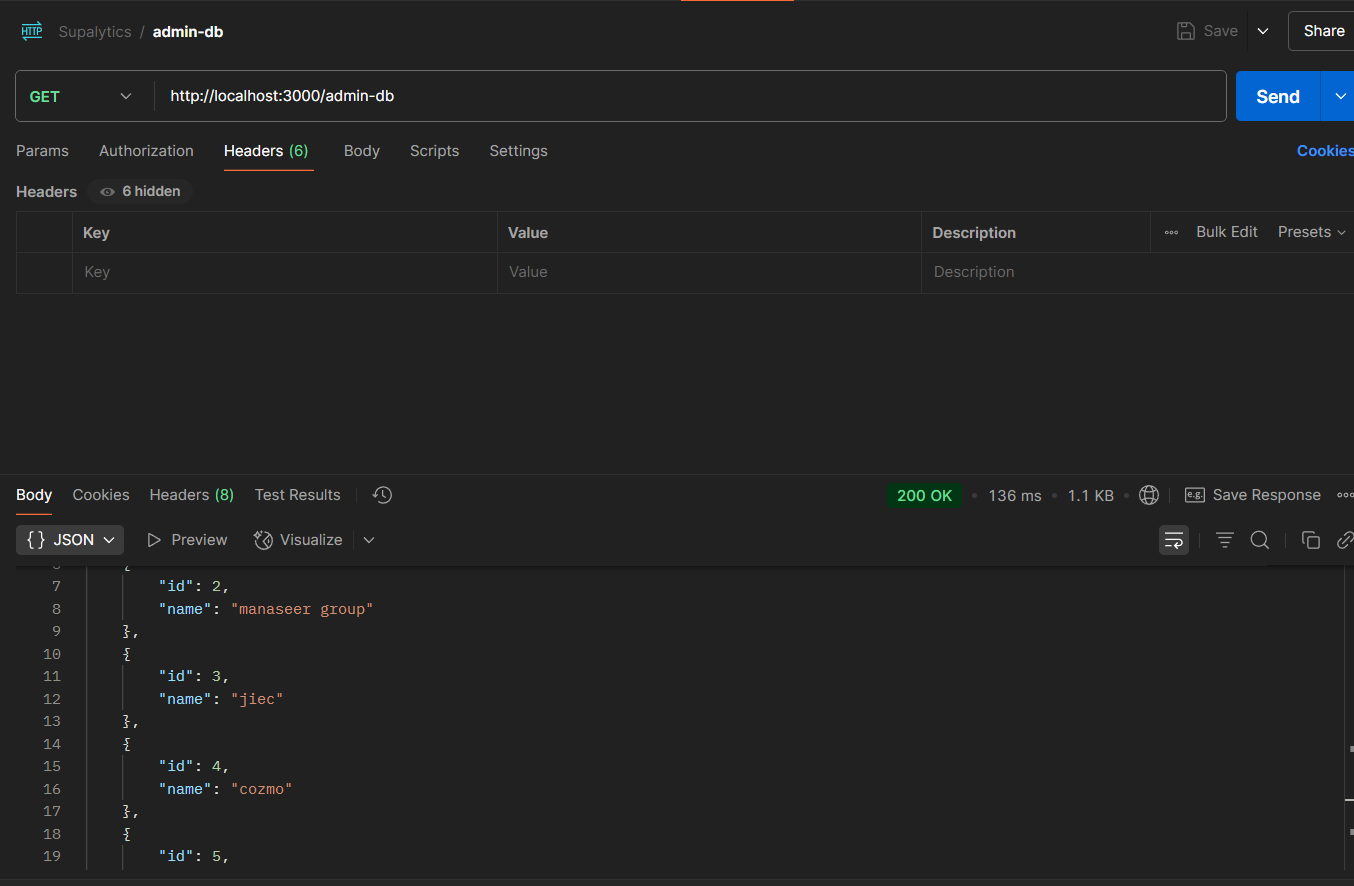 HTTP Supalytics / admin-db Save Share
GET http://localhost:3000/admin-db Send
Params Authorization Headers (6) Body Scripts Settings Cookies
Headers 6 hidden
Key Value Description Bulk Edit Presets
Key Value Description
Body Cookies Headers (8) Test Results 200 OK • 136 ms • 1.1 KB • e.g. Save Response
{} JSON Preview Visualize
6 {
7 "id": 2,
8 "name": "manaseer group"
9 },
10 {
11 "id": 3,
12 "name": "jiec"
13 },
14 {
15 "id": 4,
16 "name": "cozmo"
17 },
18 {
19 "id": 5,